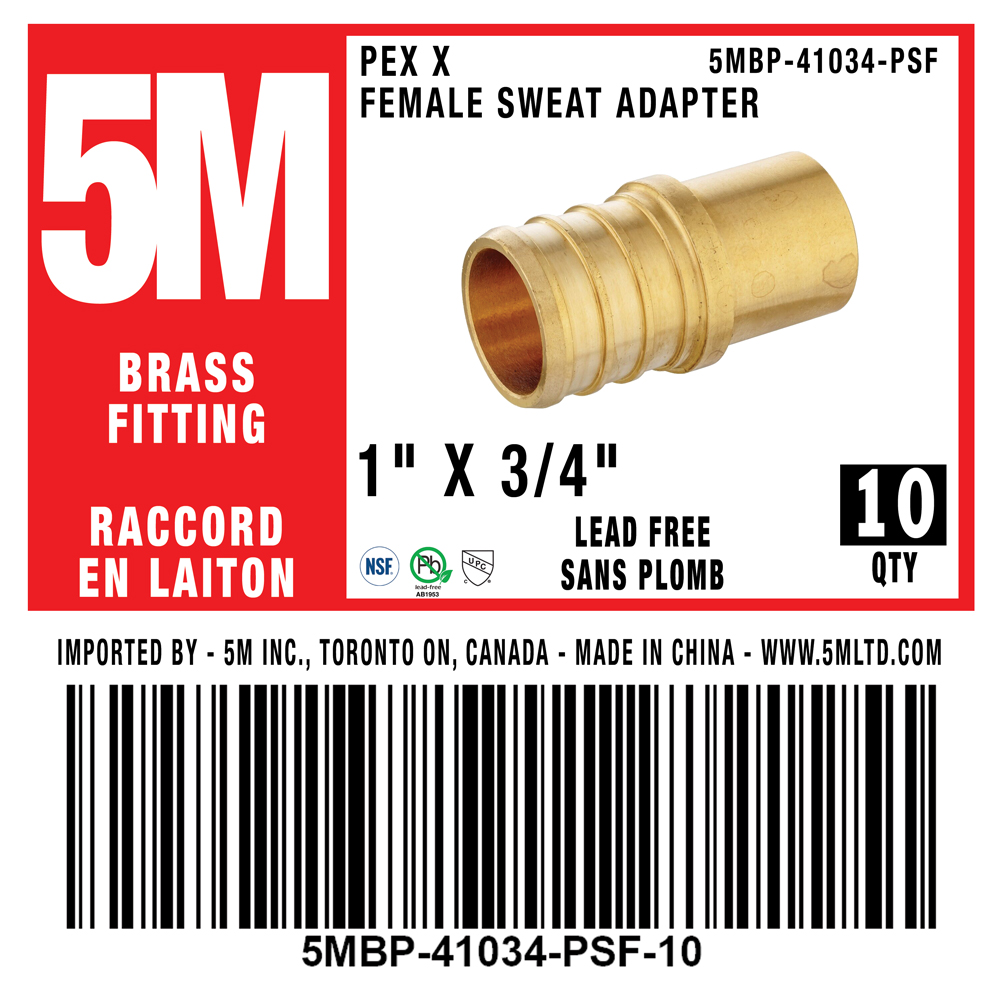 5M
BRASS
FITTING
RACCORD
EN LAITON
PEX X
5MBP-41034-PSF
FEMALE SWEAT ADAPTER
1" X 3/4"
NSF
Pb
lead-free
AB1953
UPC
C ®
LEAD FREE
SANS PLOMB
10
QTY
IMPORTED BY - 5M INC., TORONTO ON, CANADA - MADE IN CHINA - WWW.5MLTD.COM
5MBP-41034-PSF-10